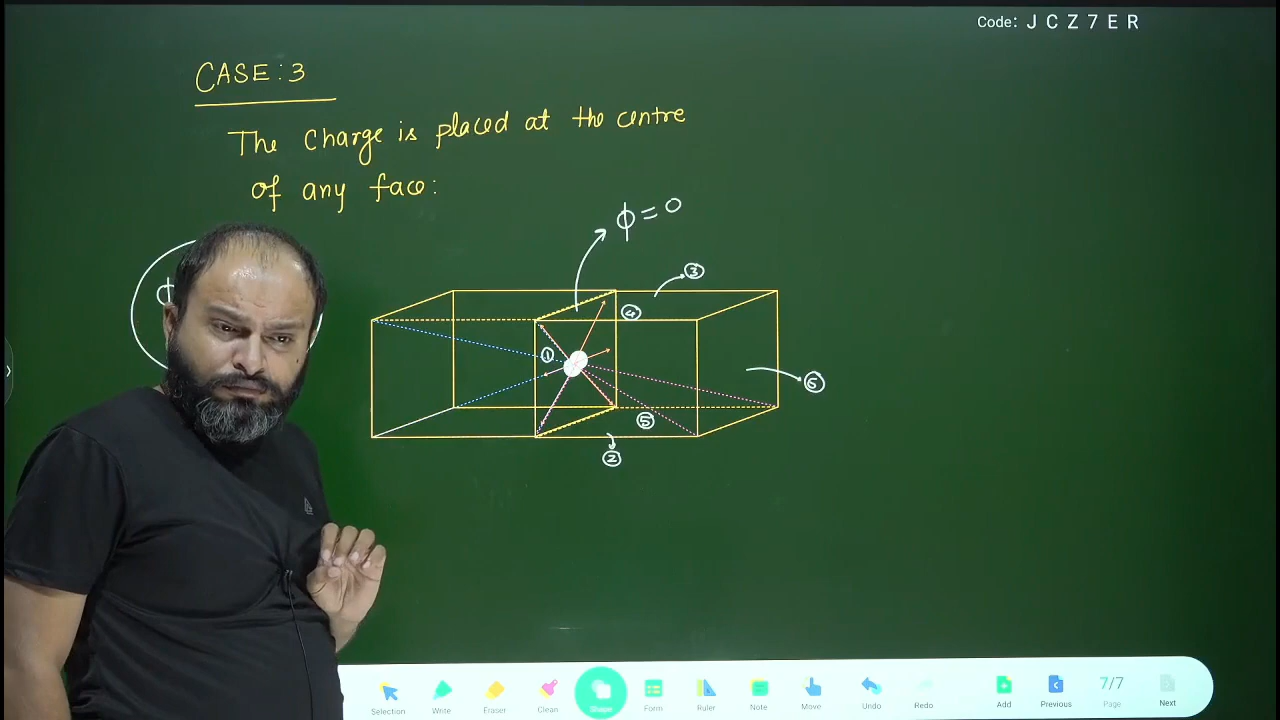 Code: J C Z 7 E R
CASE: 3
The charge is placed at the centre
of any face:
ϕ = 0
③
④
①
⑥
⑤
②
ϕ
7/7
Selection Write Eraser Clean Shape Form Ruler Note Move Undo Redo Add Previous Page Next